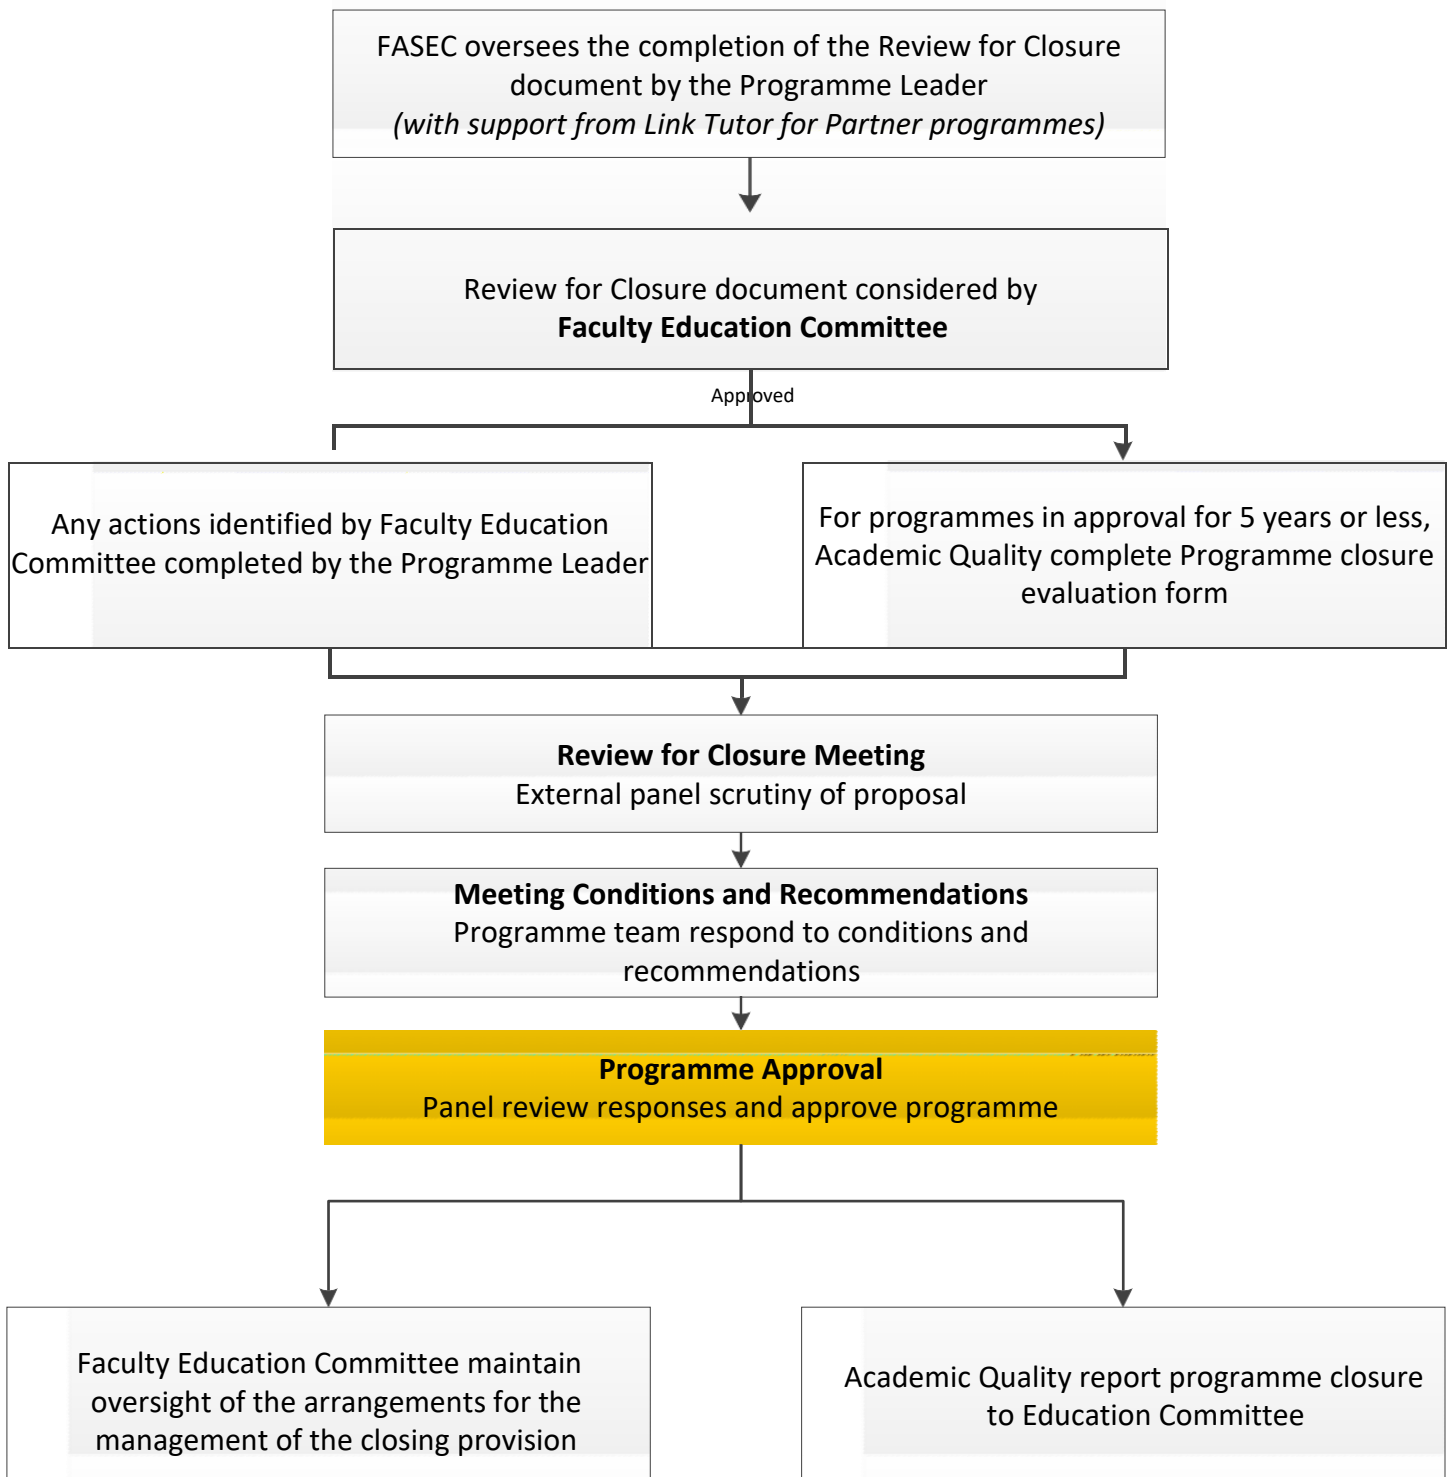 FASEC oversees the completion of the Review for Closure
document by the Programme Leader
(with support from Link Tutor for Partner programmes)
Review for Closure document considered by
Faculty Education Committee
Approved
Any actions identified by Faculty Education
Committee completed by the Programme Leader
For programmes in approval for 5 years or less,
Academic Quality complete Programme closure
evaluation form
Review for Closure Meeting
External panel scrutiny of proposal
Meeting Conditions and Recommendations
Programme team respond to conditions and
recommendations
Programme Approval
Panel review responses and approve programme
Faculty Education Committee maintain
oversight of the arrangements for the
management of the closing provision
Academic Quality report programme closure
to Education Committee